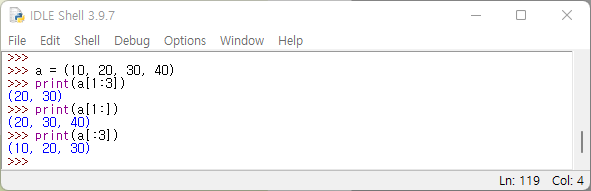 IDLE Shell 3.9.7
File Edit Shell Debug Options Window Help
>>>
>>> a = (10, 20, 30, 40)
>>> print(a[1:3])
(20, 30)
>>> print(a[1:])
(20, 30, 40)
>>> print(a[:3])
(10, 20, 30)
>>>
Ln: 119 Col: 4